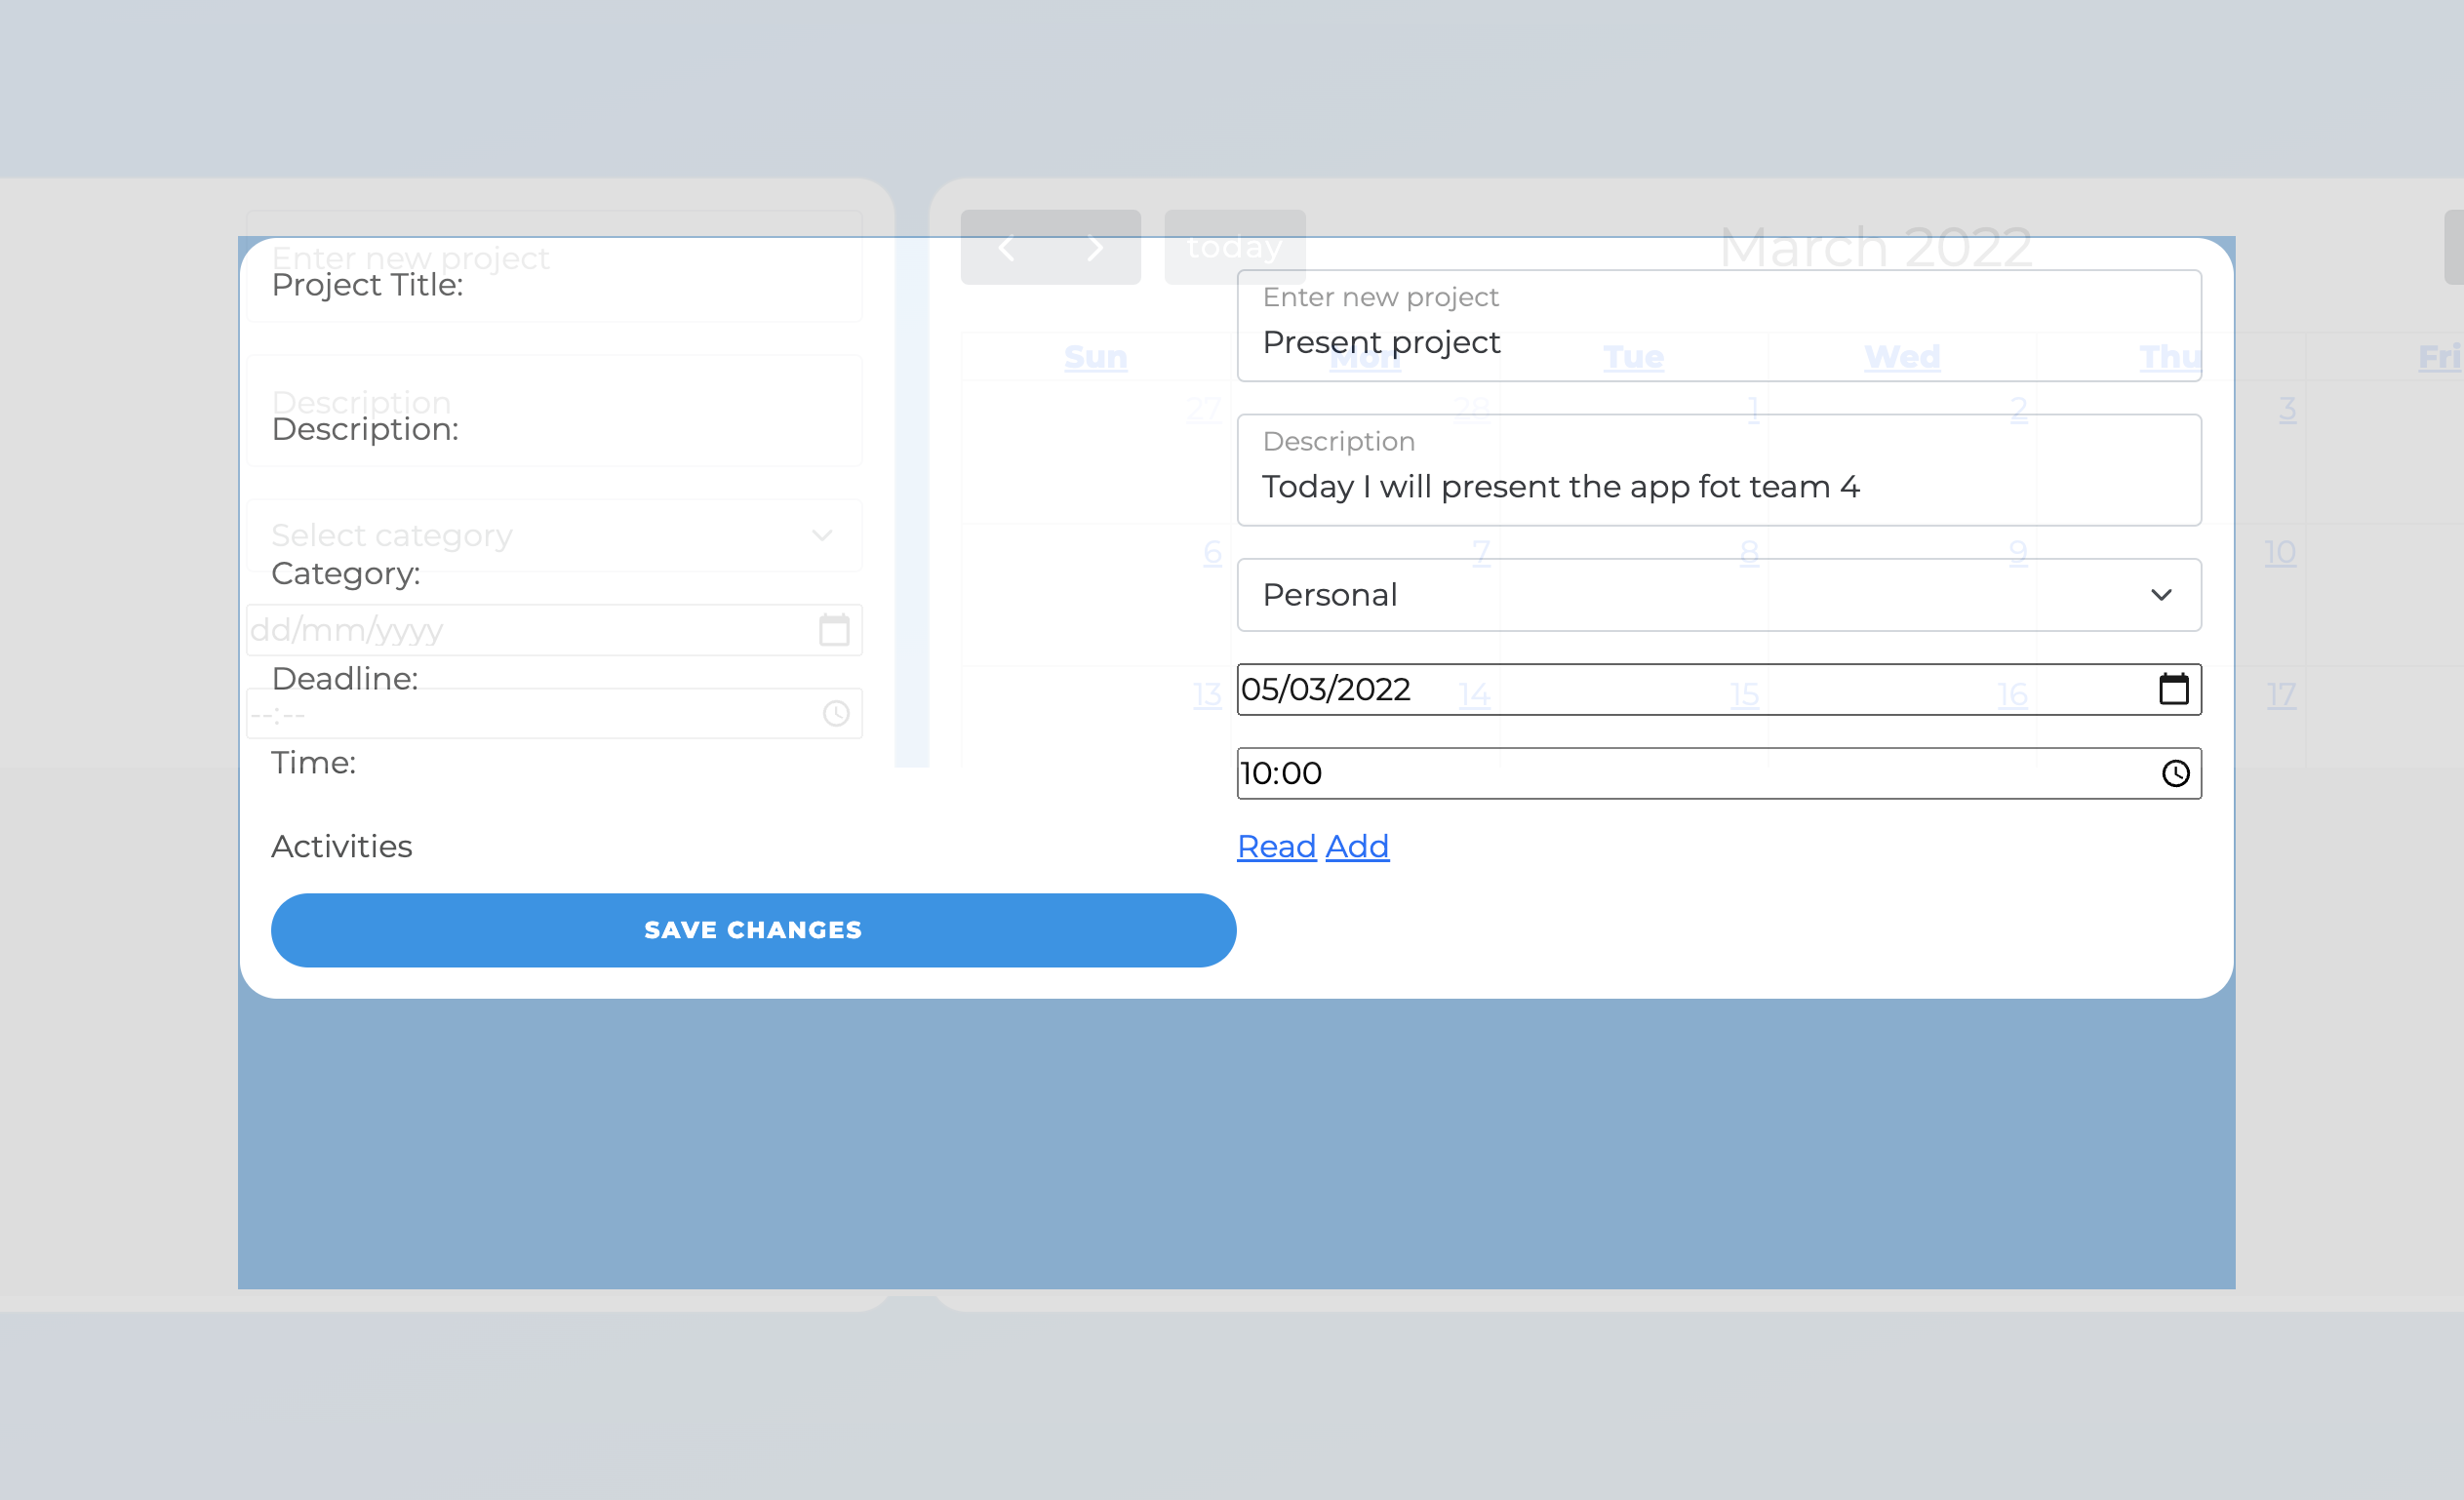 Enter new project
Project Title:
Description
Description:
Select category
Category:
dd/mm/yyyy
Deadline:
--:--
Time:
Activities
SAVE CHANGES
today
March 2022
Enter new project
Present project
Sun Mon Tue Wed Thu Fri
27 28 1 2 3
Description
Today I will present the app fot team 4
6 7 8 9 10
Personal
05/03/2022
13 14 15 16 17
10:00
Read Add